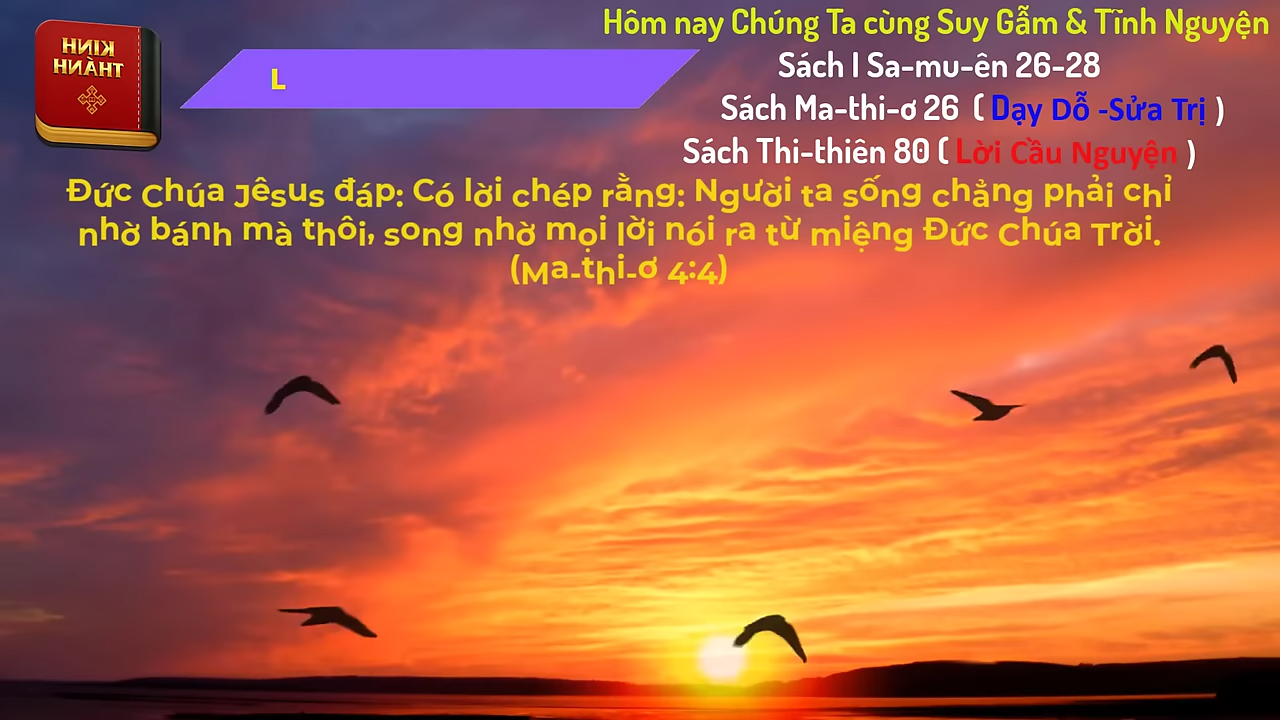 KINH
THÀNH
L
Hôm nay Chúng Ta cùng Suy Gẫm & Tĩnh Nguyện
Sách I Sa-mu-ên 26-28
Sách Ma-thi-ơ 26 ( Dạy Dỗ -Sửa Trị )
Sách Thi-thiên 80 ( Lời Cầu Nguyện )
Đức Chúa Jêsus đáp: Có lời chép rằng: Người ta sống chẳng phải chỉ
nhờ bánh mà thôi, song nhờ mọi lời nói ra từ miệng Đức Chúa Trời.
(Ma-thi-ơ 4:4)